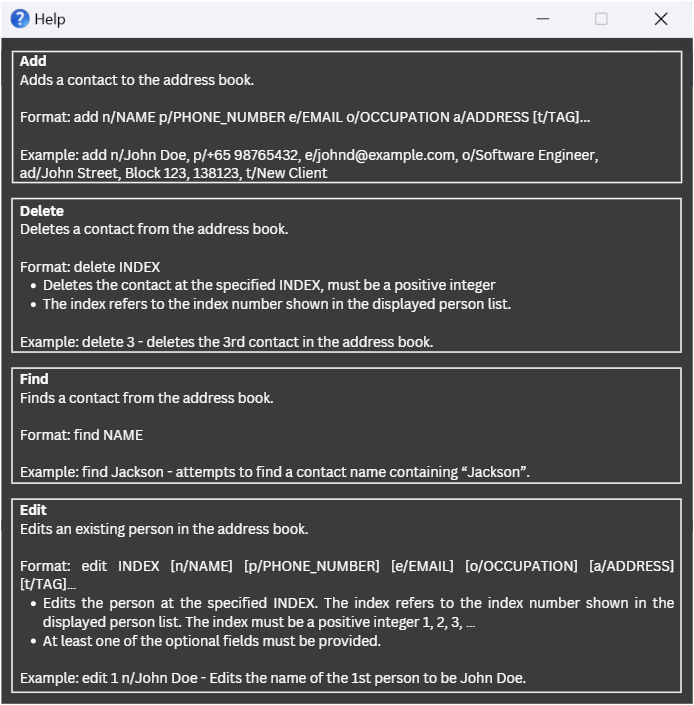 Help
Add
Adds a contact to the address book.
Format: add n/NAME p/PHONE_NUMBER e/EMAIL o/OCCUPATION a/ADDRESS [t/TAG]...
Example: add n/John Doe, p/+65 98765432, e/johnd@example.com, o/Software Engineer,
ad/John Street, Block 123, 138123, t/New Client
Delete
Deletes a contact from the address book.
Format: delete INDEX
• Deletes the contact at the specified INDEX, must be a positive integer
• The index refers to the index number shown in the displayed person list.
Example: delete 3 - deletes the 3rd contact in the address book.
Find
Finds a contact from the address book.
Format: find NAME
Example: find Jackson - attempts to find a contact name containing “Jackson”.
Edit
Edits an existing person in the address book.
Format: edit INDEX [n/NAME] [p/PHONE_NUMBER] [e/EMAIL] [o/OCCUPATION] [a/ADDRESS]
[t/TAG]...
• Edits the person at the specified INDEX. The index refers to the index number shown in the
displayed person list. The index must be a positive integer 1, 2, 3, ...
• At least one of the optional fields must be provided.
Example: edit 1 n/John Doe - Edits the name of the 1st person to be John Doe.